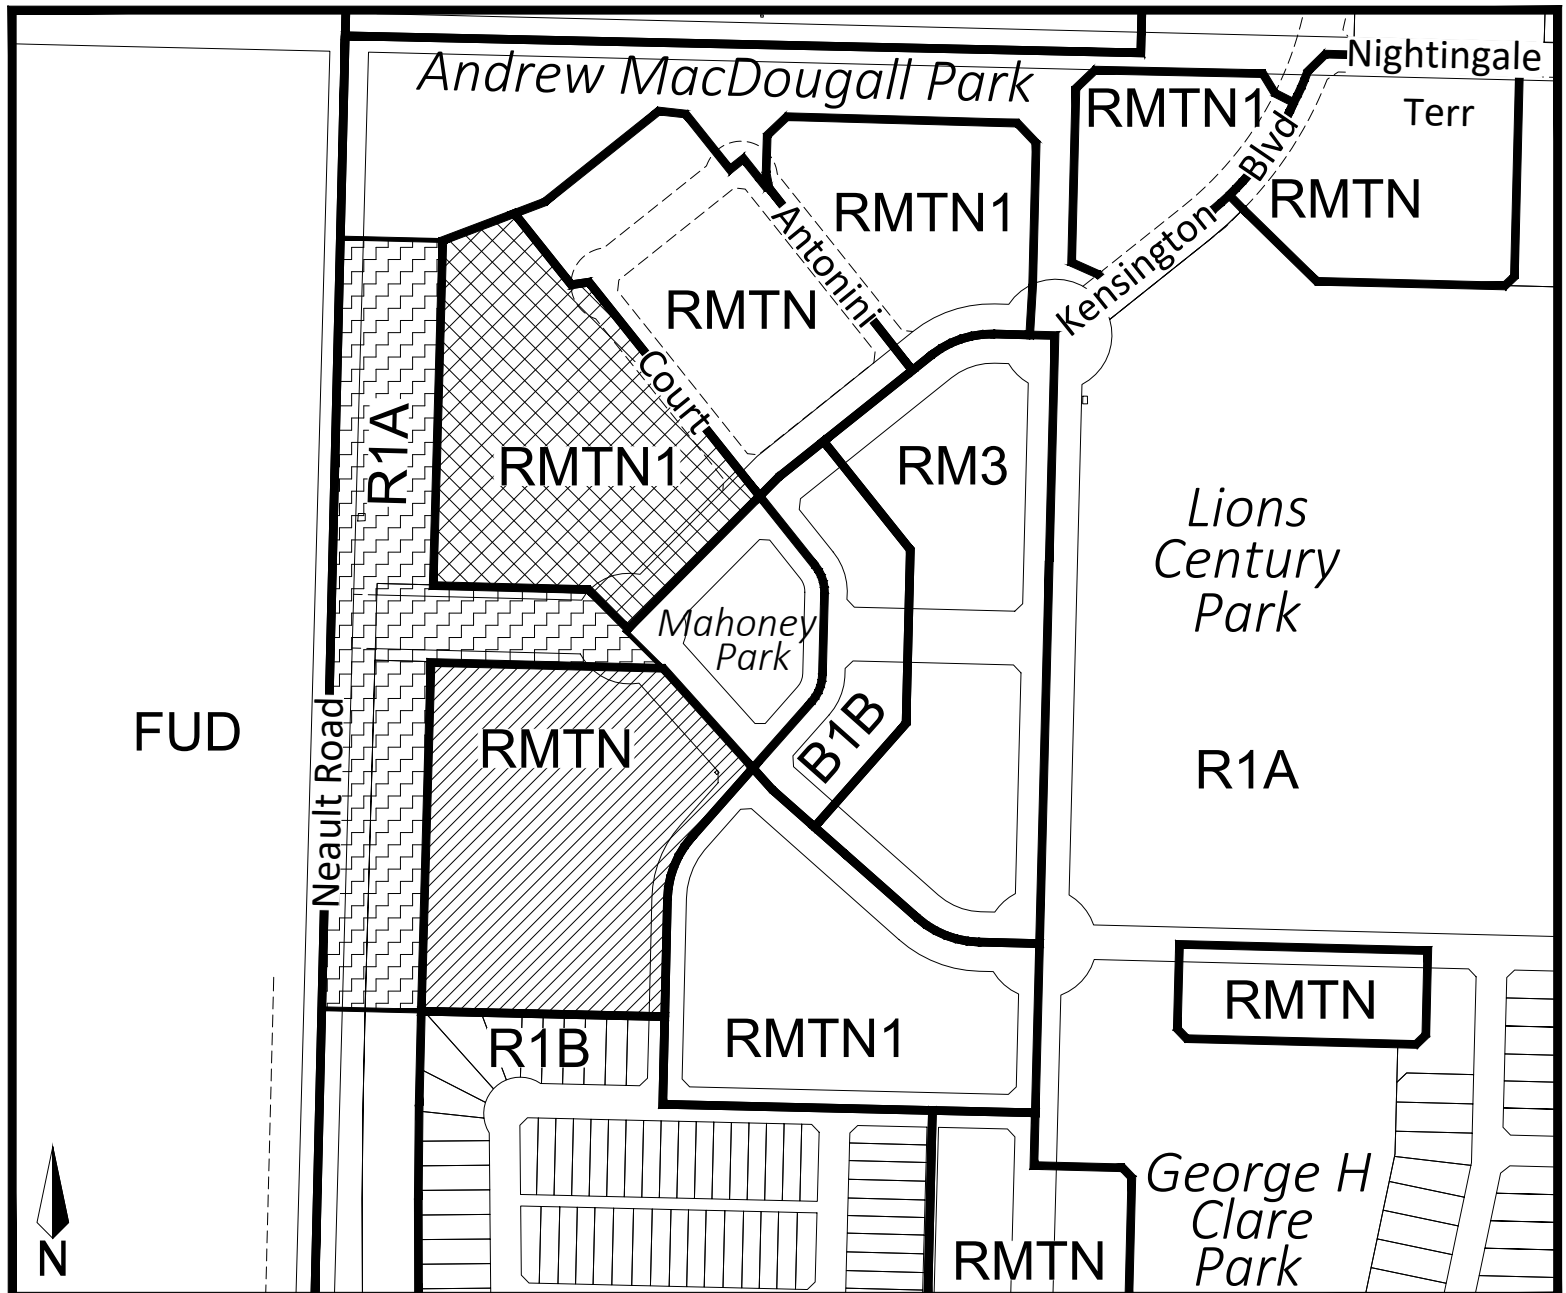 Nightingale
Terr
Andrew MacDougall Park
RMTN1
Blvd
RMTN
RMTN1
Antonini
Kensington
RMTN
Court
R1A
RMTN1
RM3
Lions
Century
Park
Mahoney
Park
FUD
Neault Road
RMTN
B1B
R1A
RMTN
R1B
RMTN1
George H
Clare
Park
RMTN
N